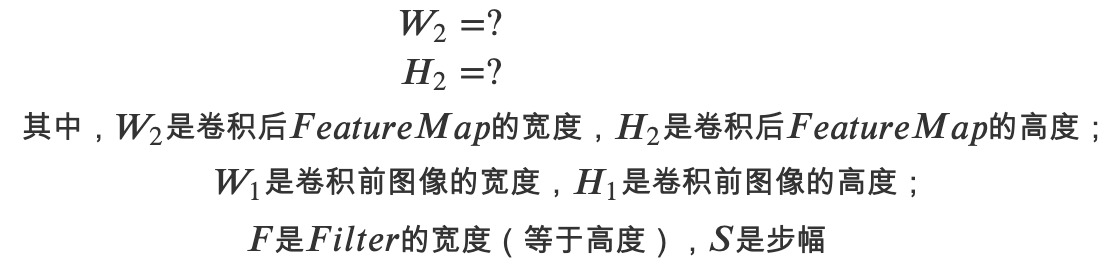 W₂ =?
H₂ =?
其中，W₂是卷积后FeatureMap的宽度，H₂是卷积后FeatureMap的高度；
W₁是卷积前图像的宽度，H₁是卷积前图像的高度；
F是Filter的宽度（等于高度），S是步幅